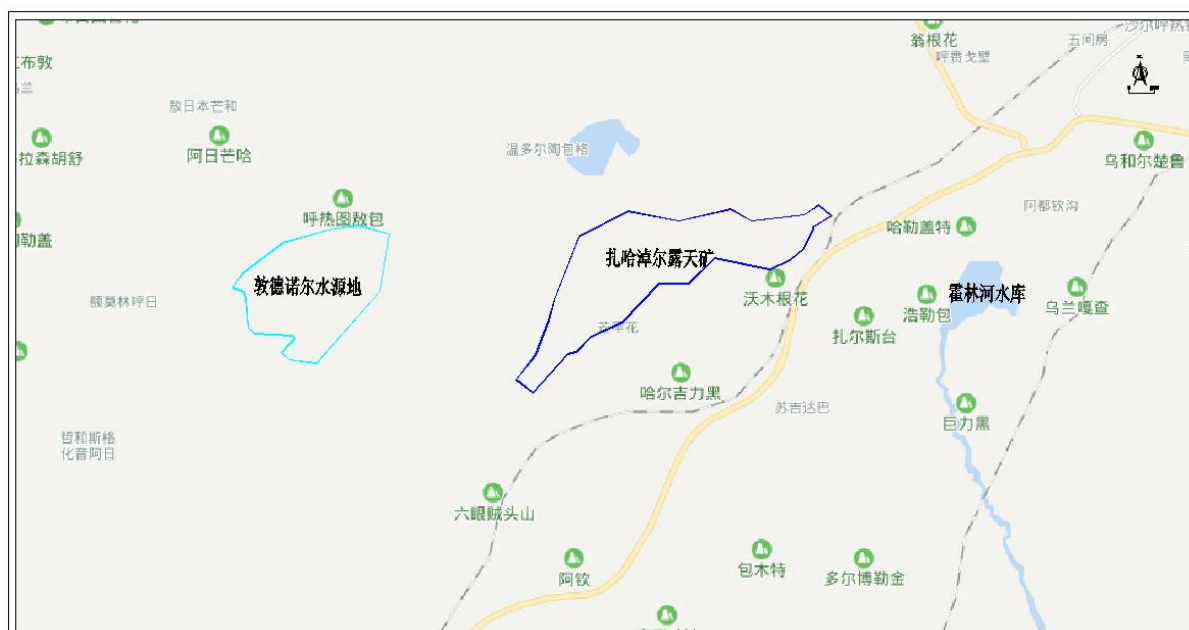 翁根花
五间房
呼费戈壁
敖日本芒和
阿日芒哈
拉森胡舒
温多尔陶包格
乌和尔楚鲁
呼热图敖包
阿都钦沟
哈勒盖特
扎哈淖尔露天矿
敦德诺尔水源地
沃木根花
霍林河水库
额莫林呼日
浩勒包
乌兰嘎查
扎尔斯台
哈尔吉力黑
苏吉达巴
巨力黑
哲和斯格
化音阿日
六眼贼头山
阿钦
包木特
多尔博勒金